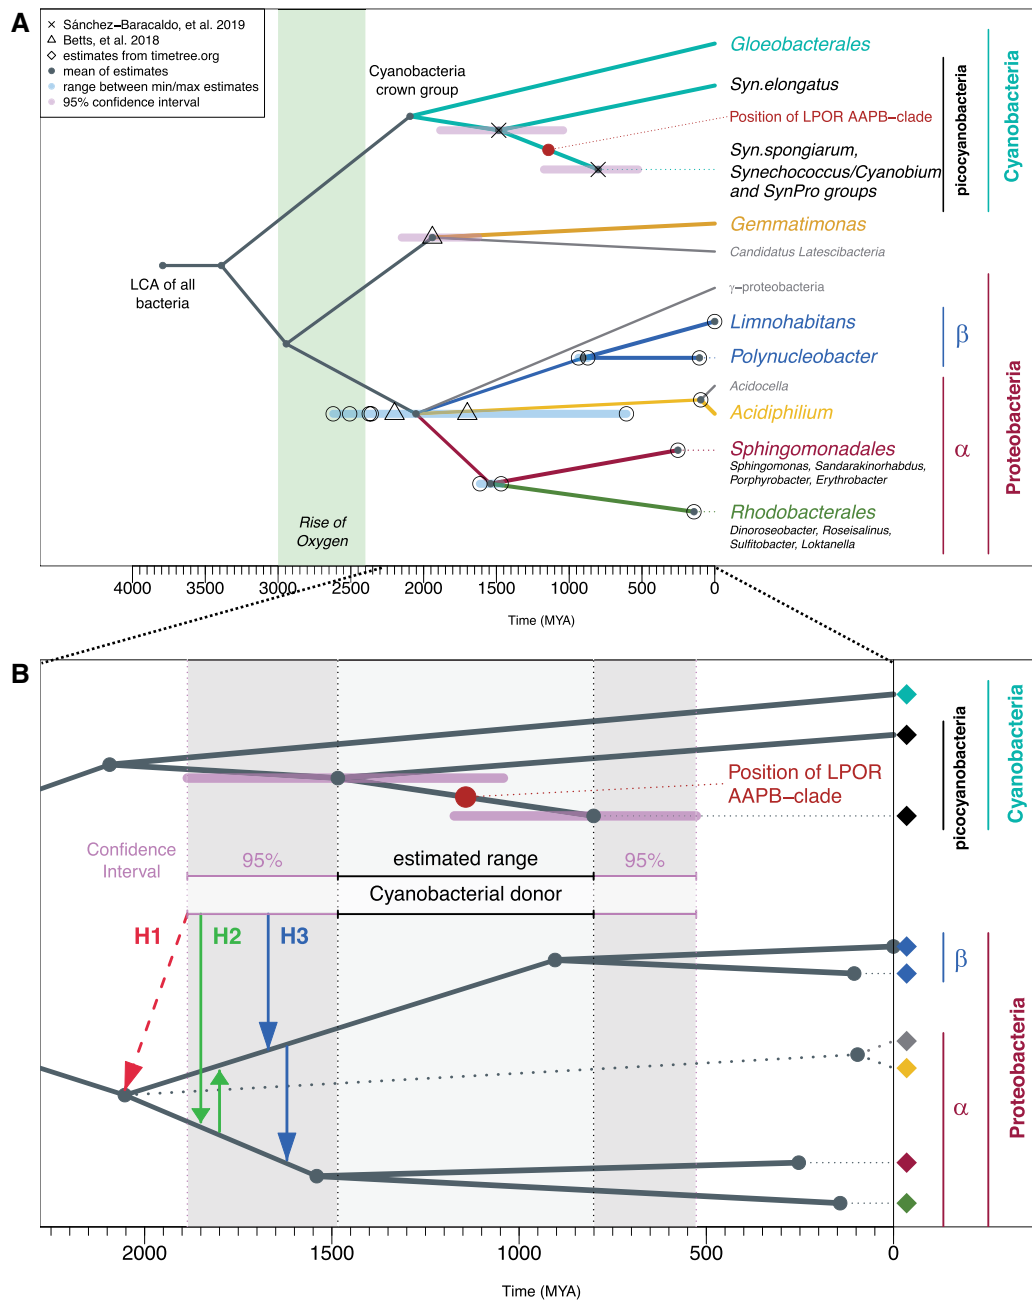 A
Sánchez−Baracaldo, et al. 2019
Betts, et al. 2018
estimates from timetree.org
mean of estimates
range between min/max estimates
95% confidence interval
Cyanobacteria
crown group
Gloeobacterales
Syn.elongatus
Position of LPOR AAPB−clade
Syn.spongiarum,
Synechococcus/Cyanobium
and SynPro groups
picocyanobacteria
Cyanobacteria
Gemmatimonas
Candidatus Latescibacteria
LCA of all
bacteria
γ−proteobacteria
Limnohabitans
Polynucleobacter
β
Acidocella
Acidiphilium
Sphingomonadales
Sphingomonas, Sandarakinorhabdus,
Porphyrobacter, Erythrobacter
Rhodobacterales
Dinoroseobacter, Roseisalinus,
Sulfitobacter, Loktanella
α
Proteobacteria
Rise of
Oxygen
4000 3500 3000 2500 2000 1500 1000 500 0
Time (MYA)
B
Position of LPOR
AAPB−clade
picocyanobacteria
Cyanobacteria
Confidence
Interval
95%
estimated range
95%
Cyanobacterial donor
H1
H2
H3
β
α
Proteobacteria
2000 1500 1000 500 0
Time (MYA)